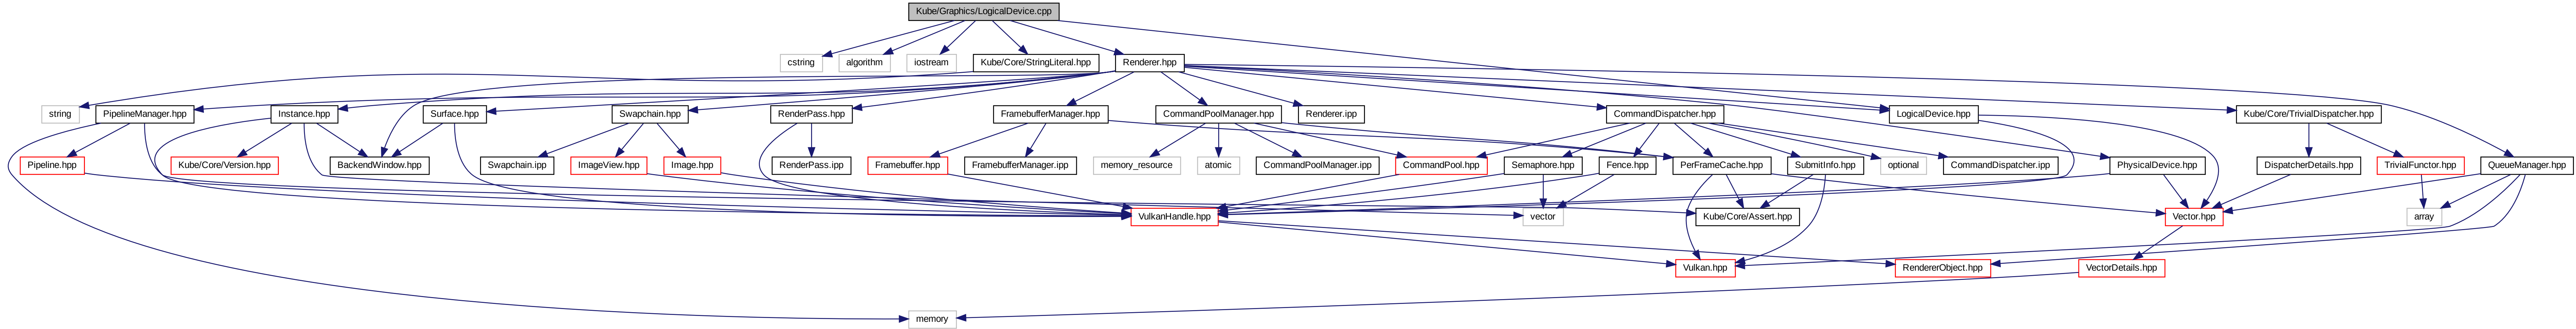 Kube/Graphics/LogicalDevice.cpp
cstring
algorithm
iostream
Kube/Core/StringLiteral.hpp
Renderer.hpp
string
PipelineManager.hpp
Instance.hpp
Surface.hpp
Swapchain.hpp
RenderPass.hpp
FramebufferManager.hpp
CommandPoolManager.hpp
Renderer.ipp
CommandDispatcher.hpp
LogicalDevice.hpp
Kube/Core/TrivialDispatcher.hpp
Pipeline.hpp
Kube/Core/Version.hpp
BackendWindow.hpp
Swapchain.ipp
ImageView.hpp
Image.hpp
RenderPass.ipp
Framebuffer.hpp
FramebufferManager.ipp
memory_resource
atomic
CommandPoolManager.ipp
CommandPool.hpp
Semaphore.hpp
Fence.hpp
PerFrameCache.hpp
SubmitInfo.hpp
optional
CommandDispatcher.ipp
PhysicalDevice.hpp
DispatcherDetails.hpp
TrivialFunctor.hpp
QueueManager.hpp
VulkanHandle.hpp
vector
Kube/Core/Assert.hpp
Vector.hpp
array
Vulkan.hpp
RendererObject.hpp
VectorDetails.hpp
memory